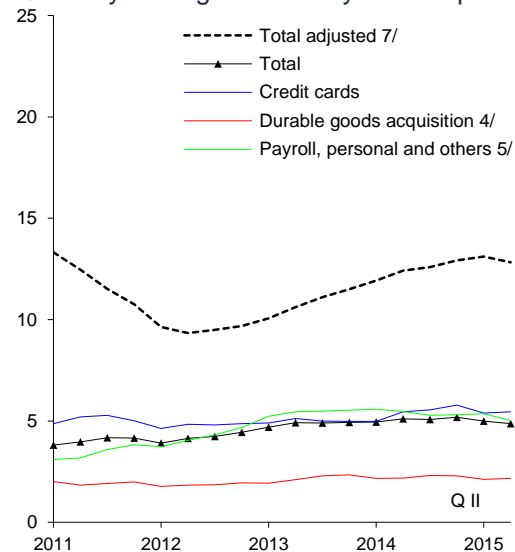 25
Total adjusted 7/
Total
Credit cards
Durable goods acquisition 4/
Payroll, personal and others 5/
20
15
10
5
0
Q II
2011 2012 2013 2014 2015